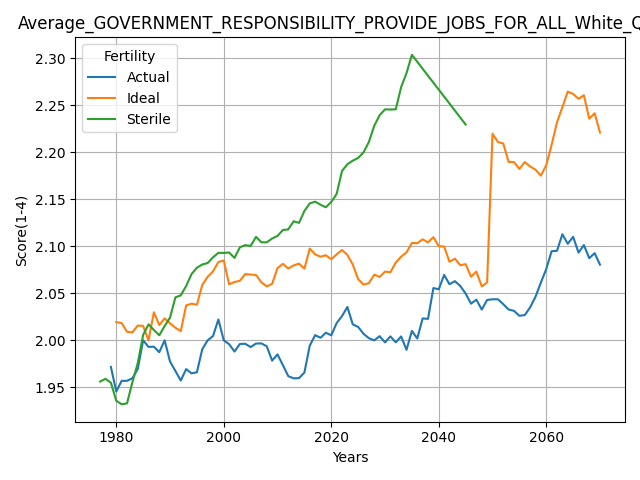 Average_GOVERNMENT_RESPONSIBILITY_PROVIDE_JOBS_FOR_ALL_White_Q
Fertility
Actual
Ideal
Sterile
Score(1-4)
2.30
2.25
2.20
2.15
2.10
2.05
2.00
1.95
1980 2000 2020 2040 2060
Years